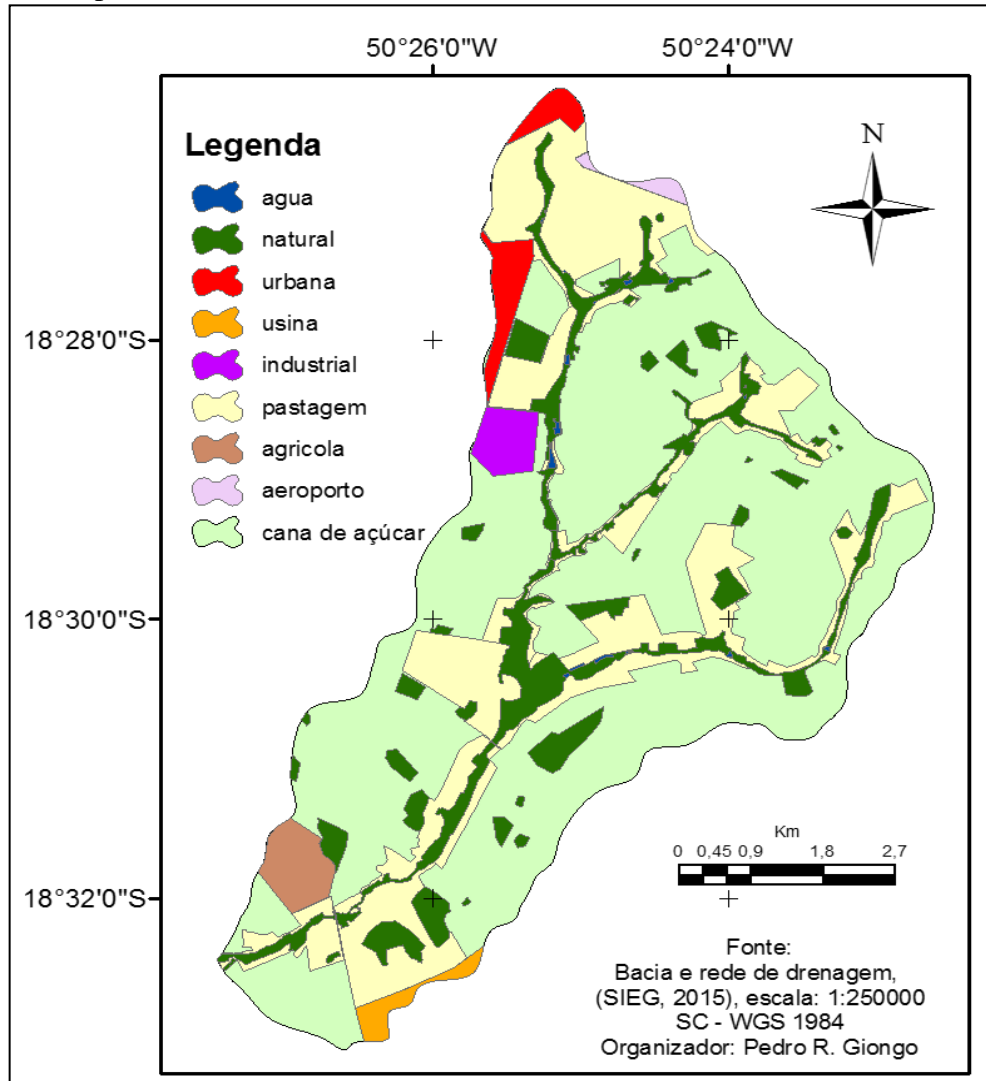 50°26'0"W 50°24'0"W
Legenda
N
agua
natural
urbana
usina
industrial
pastagem
agricola
aeroporto
cana de açúcar
18°28'0"S
18°30'0"S
18°32'0"S
Km
0 0,45 0,9 1,8 2,7
Fonte:
Bacia e rede de drenagem,
(SIEG, 2015), escala: 1:250000
SC - WGS 1984
Organizador: Pedro R. Giongo